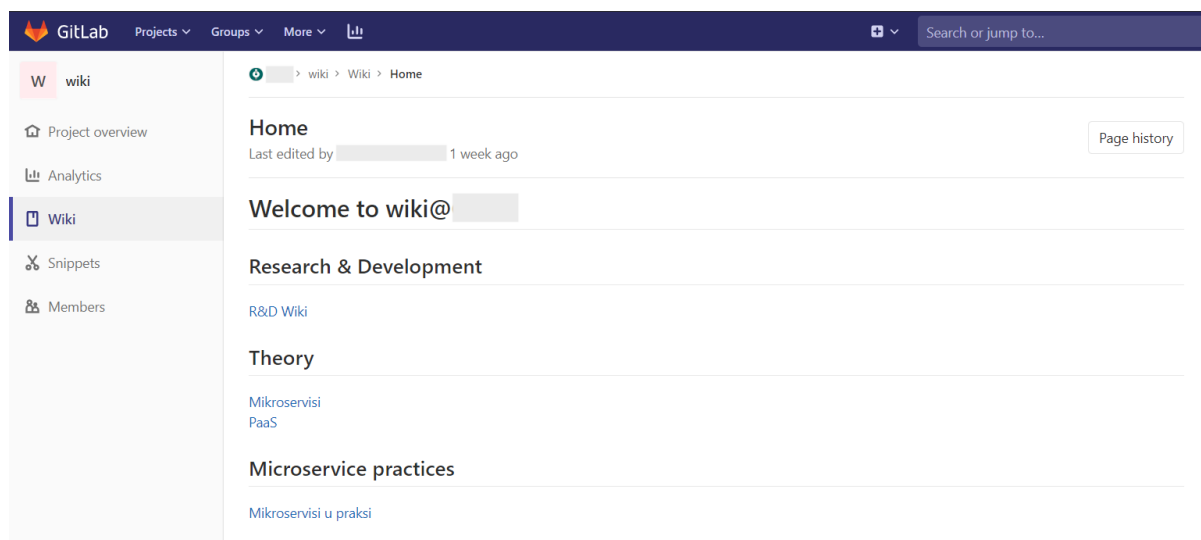 GitLab Projects Groups More Search or jump to...
W wiki
Project overview
Analytics
Wiki
Snippets
Members
> wiki > Wiki > Home
Home
Last edited by 1 week ago
Page history
Welcome to wiki@
Research & Development
R&D Wiki
Theory
Mikroservisi
PaaS
Microservice practices
Mikroservisi u praksi